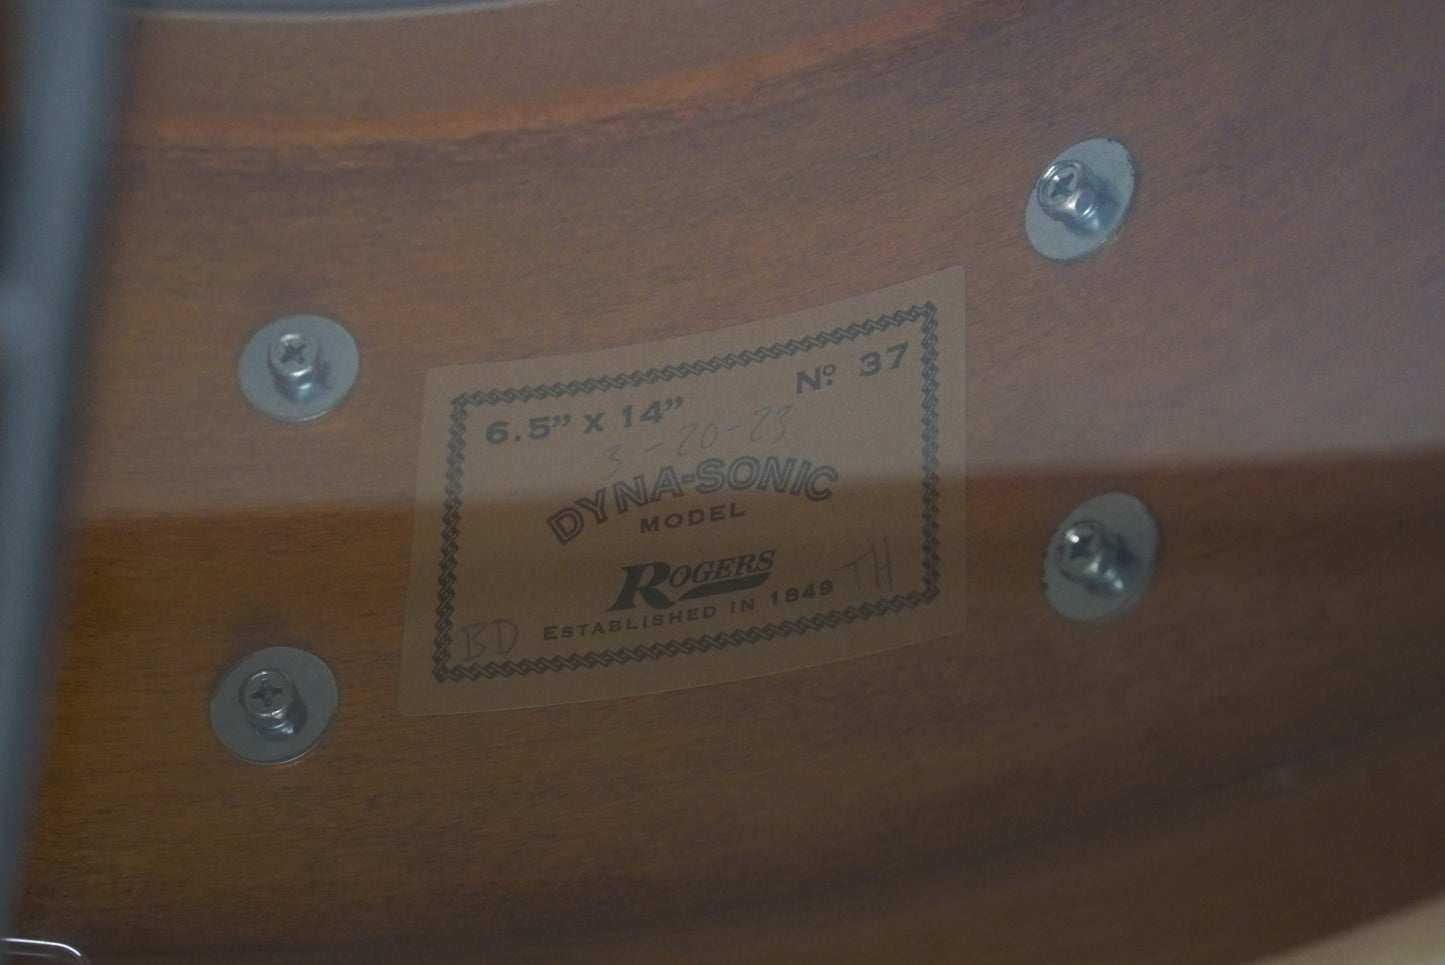 6.5” x 14” Nº 37
3-20-23
DYNA-SONIC
MODEL
ROGERS
ESTABLISHED IN 1849
BD TH